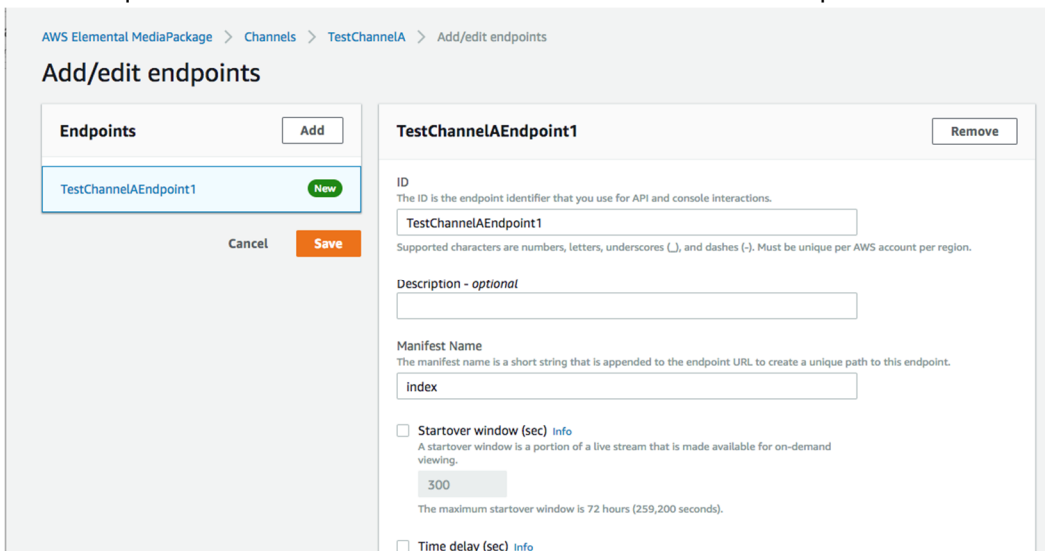 AWS Elemental MediaPackage > Channels > TestChannelA > Add/edit endpoints
Add/edit endpoints
Endpoints
Add
TestChannelAEndpoint1
New
Cancel
Save
TestChannelAEndpoint1
Remove
ID
The ID is the endpoint identifier that you use for API and console interactions.
TestChannelAEndpoint1
Supported characters are numbers, letters, underscores (_), and dashes (-). Must be unique per AWS account per region.
Description - optional
Manifest Name
The manifest name is a short string that is appended to the endpoint URL to create a unique path to this endpoint.
index
Startover window (sec) Info
A startover window is a portion of a live stream that is made available for on-demand
viewing.
300
The maximum startover window is 72 hours (259,200 seconds).
Time delay (sec) Info